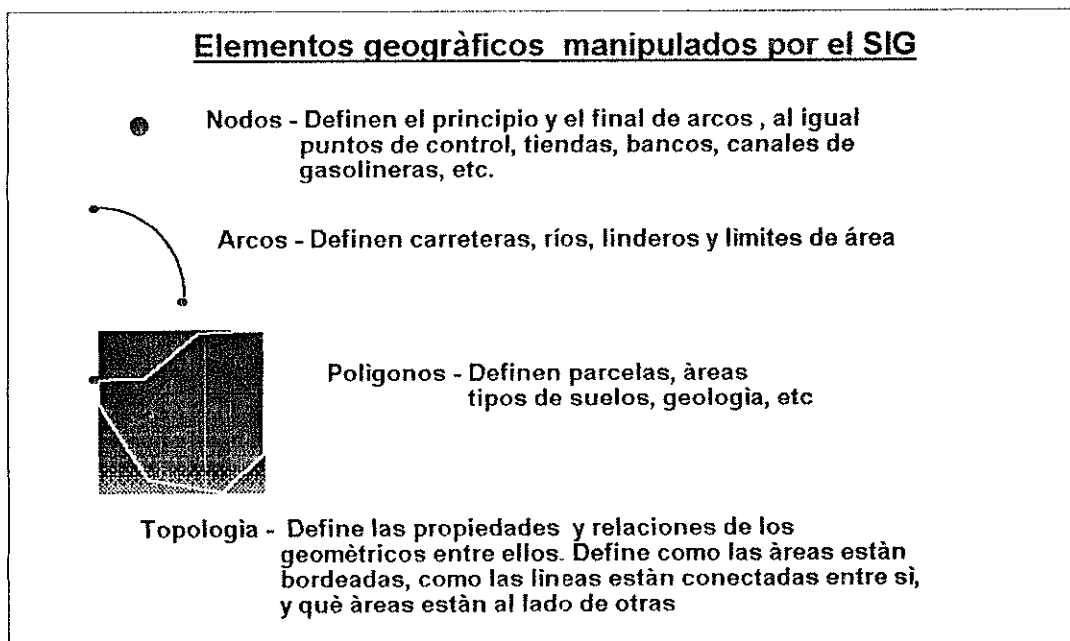 Elementos geogràficos manipulados por el SIG
Nodos - Definen el principio y el final de arcos , al igual
puntos de control, tiendas, bancos, canales de
gasolineras, etc.
Arcos - Definen carreteras, ríos, linderos y limites de área
Poligonos - Definen parcelas, àreas
tipos de suelos, geologìa, etc
Topologìa - Define las propiedades y relaciones de los
geomètricos entre ellos. Define como las àreas estàn
bordeadas, como las lineas estàn conectadas entre sì,
y què àreas estàn al lado de otras